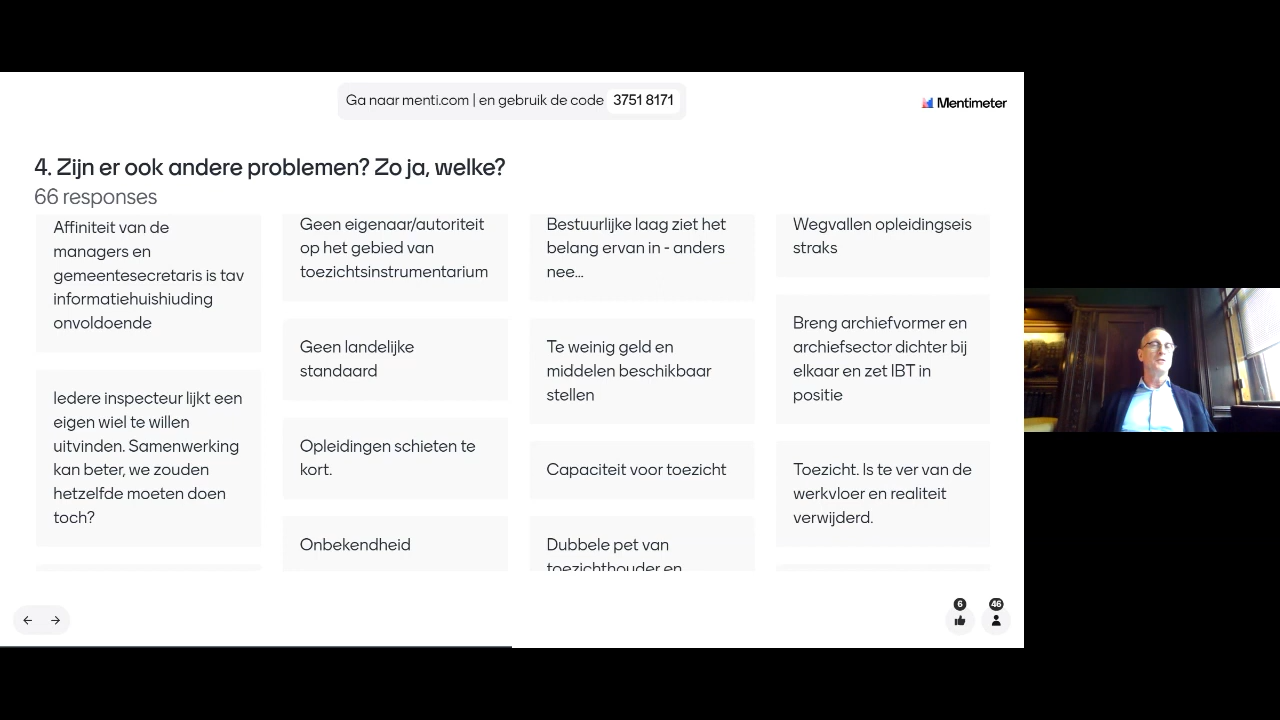 Ga naar menti.com | en gebruik de code 3751 8171
Mentimeter
4. Zijn er ook andere problemen? Zo ja, welke?
66 responses
Affiniteit van de
managers en
gemeentesecretaris is tav
informatiehuishiuding
onvoldoende
Iedere inspecteur lijkt een
eigen wiel te willen
uitvinden. Samenwerking
kan beter, we zouden
hetzelfde moeten doen
toch?
Geen eigenaar/autoriteit
op het gebied van
toezichtsinstrumentarium
Geen landelijke
standaard
Opleidingen schieten te
kort.
Onbekendheid
Bestuurlijke laag ziet het
belang ervan in - anders
nee...
Te weinig geld en
middelen beschikbaar
stellen
Capaciteit voor toezicht
Dubbele pet van
toezichthouder en
Wegvallen opleidingseis
straks
Breng archiefvormer en
archiefsector dichter bij
elkaar en zet IBT in
positie
Toezicht. Is te ver van de
werkvloer en realiteit
verwijderd.
6
46